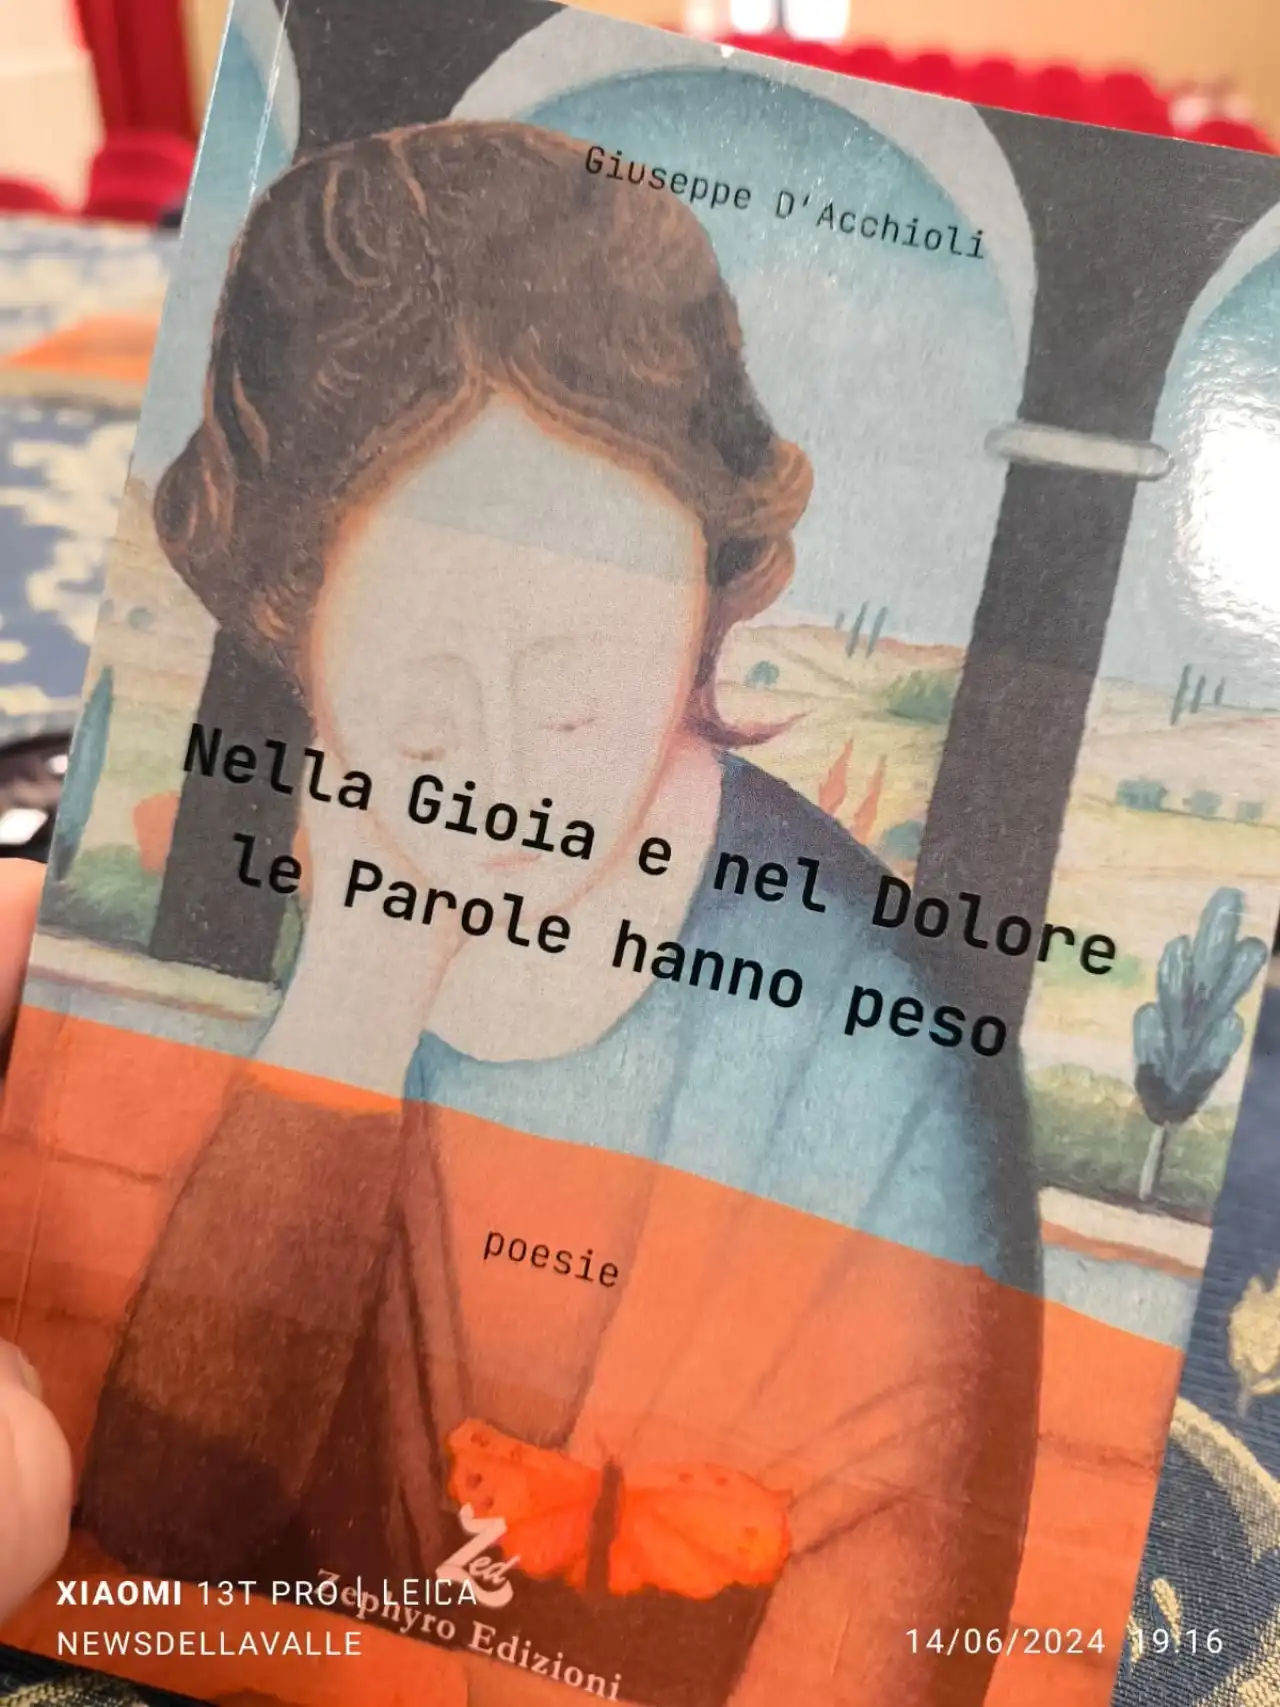 Giuseppe D'Acchioli
Nella Gioia e nel Dolore
le Parole hanno peso
poesie
Zed
Zephyro Edizioni
XIAOMI 13T PRO | LEICA
NEWSDELLAVALLE
14/06/2024 19:16